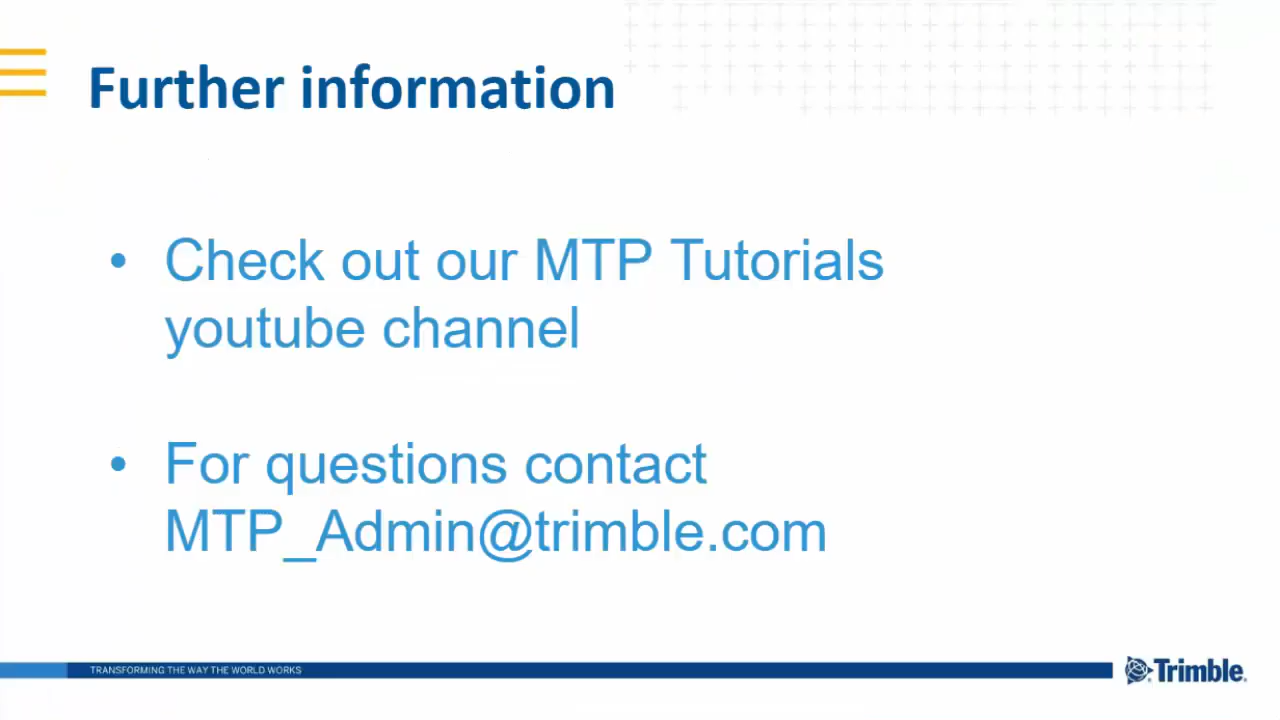 Further information
• Check out our MTP Tutorials
youtube channel
• For questions contact
MTP_Admin@trimble.com
TRANSFORMING THE WAY THE WORLD WORKS
Trimble